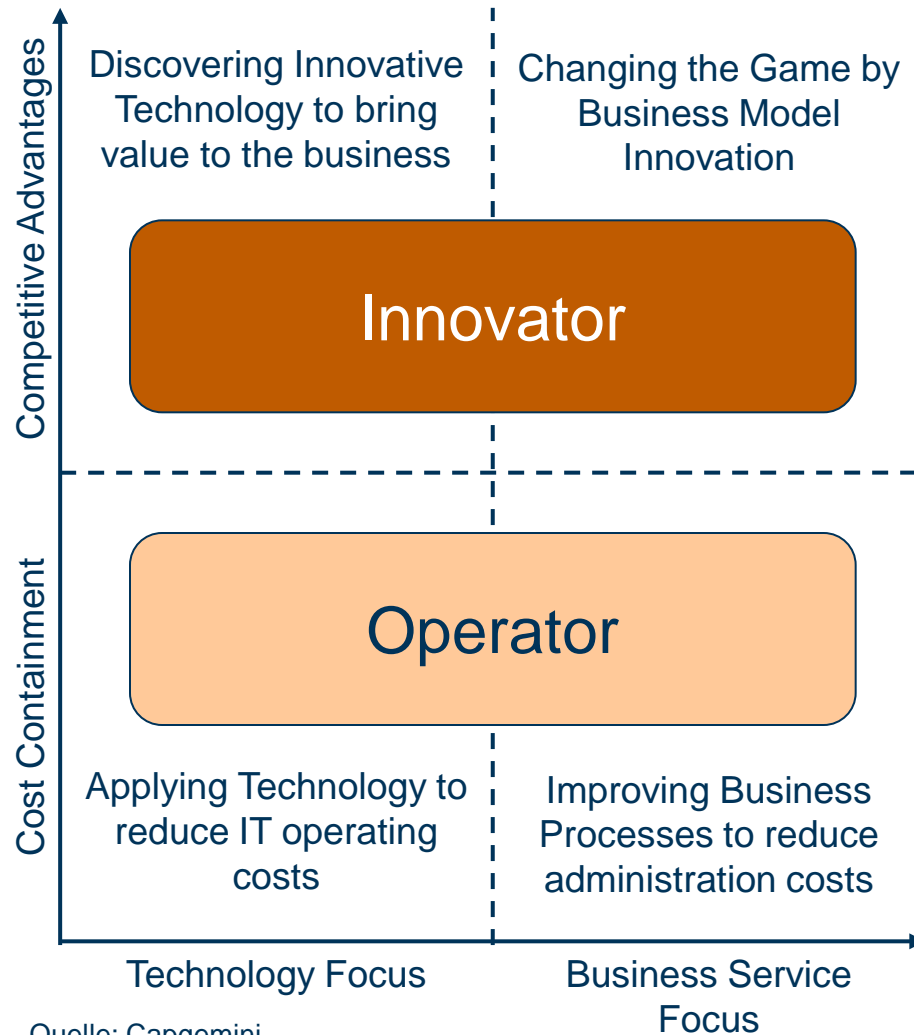 Competitive Advantages
Discovering Innovative
Technology to bring
value to the business
Changing the Game by
Business Model
Innovation
Innovator
Cost Containment
Operator
Applying Technology to
reduce IT operating
costs
Improving Business
Processes to reduce
administration costs
Technology Focus
Business Service
Focus
Quelle: Capgemini